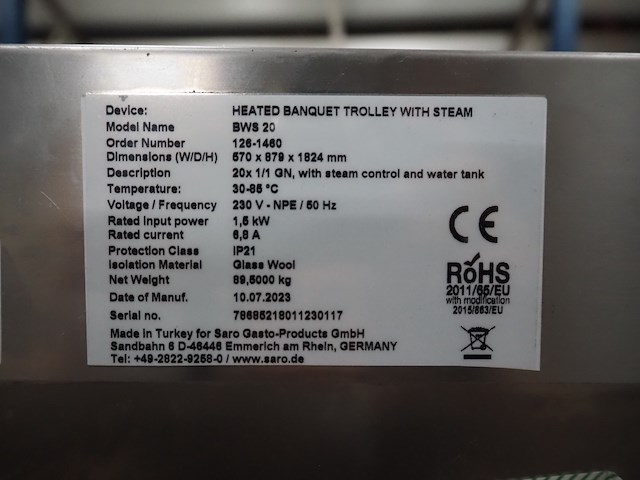 Device: HEATED BANQUET TROLLEY WITH STEAM
Model Name BWS 20
Order Number 126-1460
Dimensions (W/D/H) 570 x 879 x 1824 mm
Description 20x 1/1 GN, with steam control and water tank
Temperature: 30-85 °C
Voltage / Frequency 230 V - NPE / 50 Hz
Rated input power 1,5 kW
Rated current 6,8 A
Protection Class IP21
Isolation Material Glass Wool
Net Weight 89,5000 kg
Date of Manuf. 10.07.2023
Serial no. 78685218011230117
CE
RoHS
2011/65/EU
with modification
2015/863/EU
Made in Turkey for Saro Gasto-Products GmbH
Sandbahn 6 D-46446 Emmerich am Rhein, GERMANY
Tel: +49-2822-9258-0 / www.saro.de